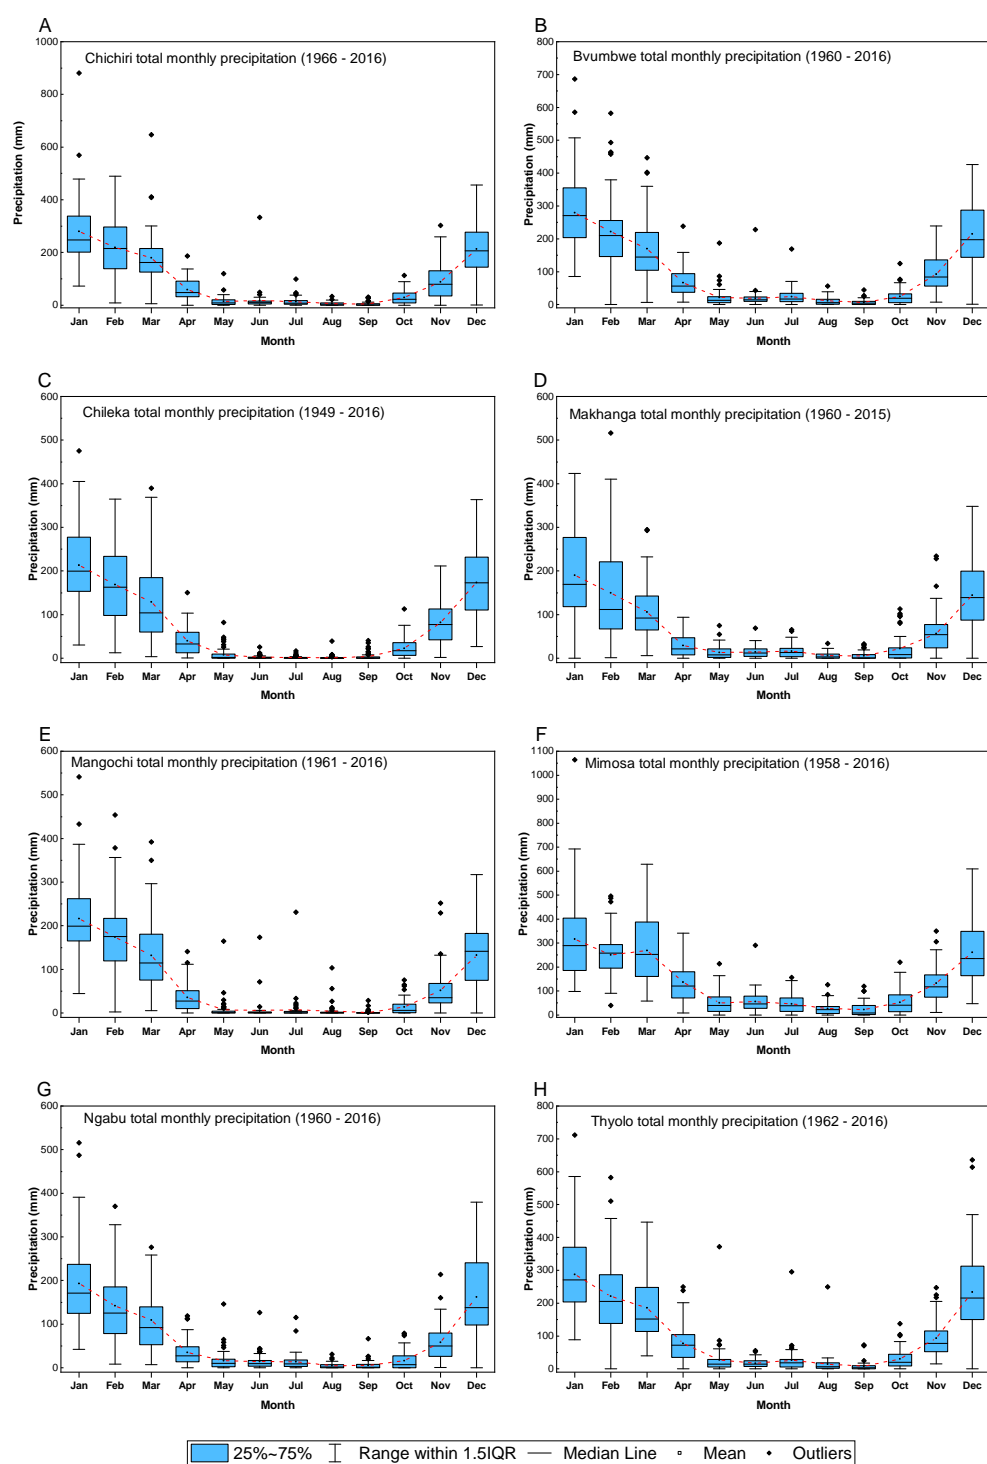 A
Chichiri total monthly precipitation (1966 - 2016)
Precipitation (mm)
1000
800
600
400
200
0
Jan Feb Mar Apr May Jun Jul Aug Sep Oct Nov Dec
Month
B
Bvumbwe total monthly precipitation (1960 - 2016)
Precipitation (mm)
800
700
600
500
400
300
200
100
0
Jan Feb Mar Apr May Jun Jul Aug Sep Oct Nov Dec
Month
C
Chileka total monthly precipitation (1949 - 2016)
Precipitation (mm)
600
500
400
300
200
100
0
Jan Feb Mar Apr May Jun Jul Aug Sep Oct Nov Dec
Month
D
Makhanga total monthly precipitation (1960 - 2015)
Precipitation (mm)
600
500
400
300
200
100
0
Jan Feb Mar Apr May Jun Jul Aug Sep Oct Nov Dec
Month
E
Mangochi total monthly precipitation (1961 - 2016)
Precipitation (mm)
600
500
400
300
200
100
0
Jan Feb Mar Apr May Jun Jul Aug Sep Oct Nov Dec
Month
F
Mimosa total monthly precipitation (1958 - 2016)
Precipitation (mm)
1100
1000
900
800
700
600
500
400
300
200
100
0
Jan Feb Mar Apr May Jun Jul Aug Sep Oct Nov Dec
Month
G
Ngabu total monthly precipitation (1960 - 2016)
Precipitation (mm)
600
500
400
300
200
100
0
Jan Feb Mar Apr May Jun Jul Aug Sep Oct Nov Dec
Month
H
Thyolo total monthly precipitation (1962 - 2016)
Precipitation (mm)
800
700
600
500
400
300
200
100
0
Jan Feb Mar Apr May Jun Jul Aug Sep Oct Nov Dec
Month
25%~75% Range within 1.5IQR Median Line Mean Outliers